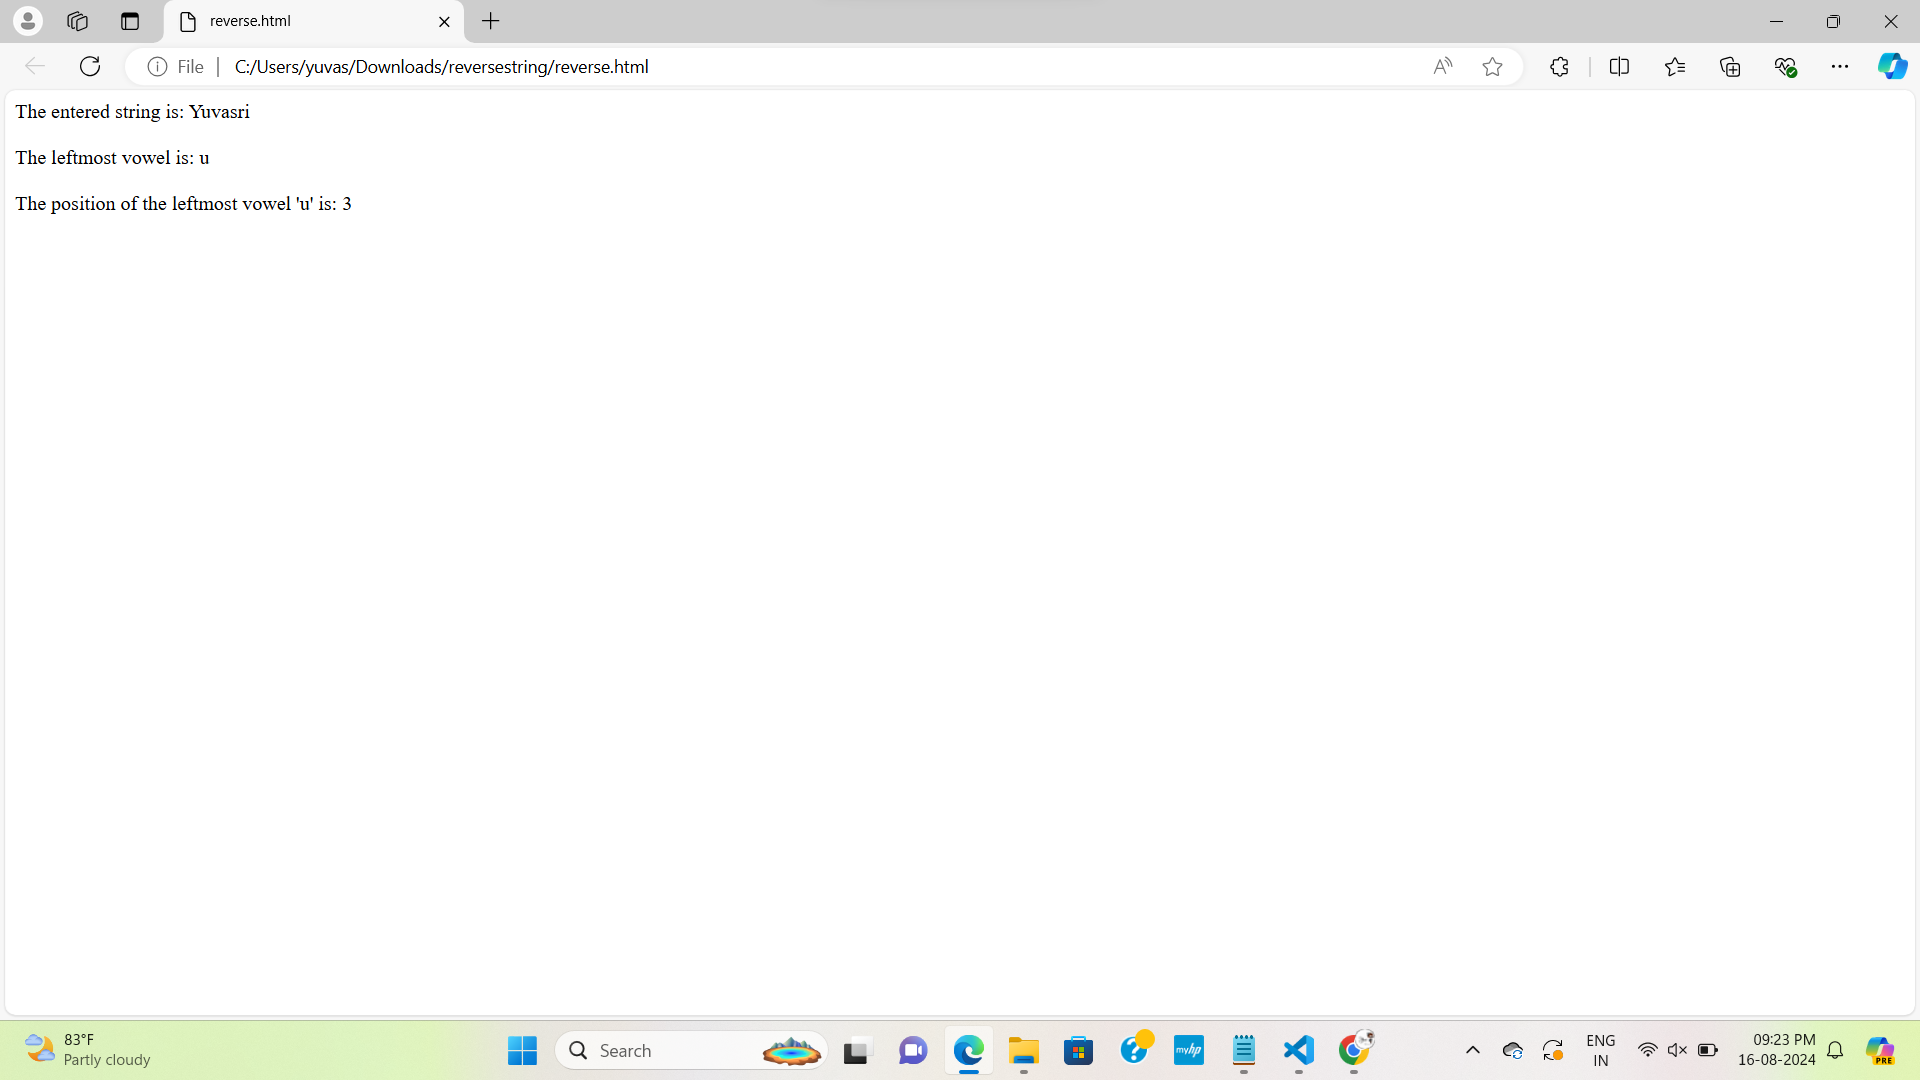 reverse.html
File
C:/Users/yuvas/Downloads/reversestring/reverse.html
The entered string is: Yuvasri
The leftmost vowel is: u
The position of the leftmost vowel 'u' is: 3
83°F
Partly cloudy
Search
myhp
ENG
IN
09:23 PM
16-08-2024
PRE